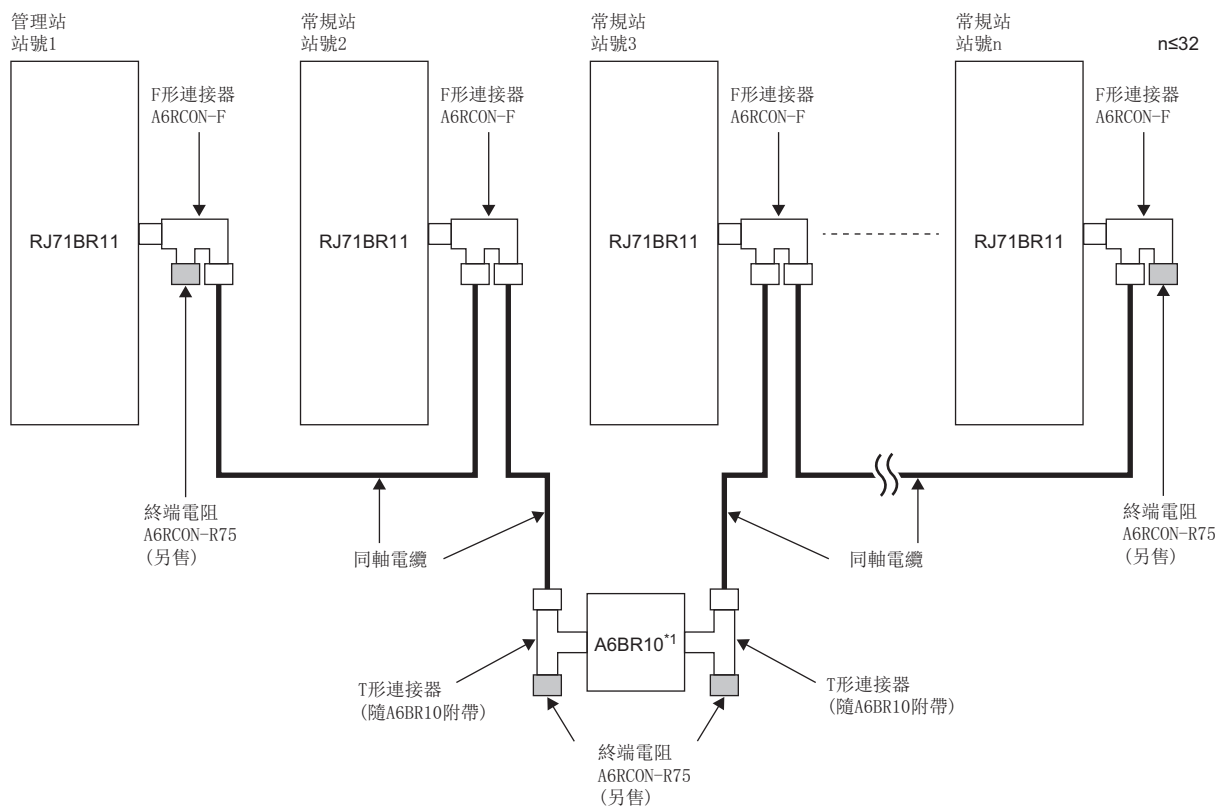 管理站
站號1
常規站
站號2
常規站
站號3
常規站
站號n
n≤32
F形連接器
A6RCON-F
F形連接器
A6RCON-F
F形連接器
A6RCON-F
F形連接器
A6RCON-F
RJ71BR11
RJ71BR11
RJ71BR11
RJ71BR11
終端電阻
A6RCON-R75
(另售)
同軸電纜
同軸電纜
終端電阻
A6RCON-R75
(另售)
A6BR10*1
T形連接器
(隨A6BR10附帶)
T形連接器
(隨A6BR10附帶)
終端電阻
A6RCON-R75
(另售)